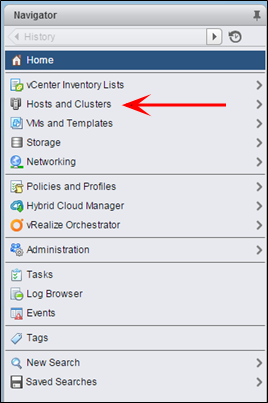 Navigator
History
Home
vCenter Inventory Lists
Hosts and Clusters
VMs and Templates
Storage
Networking
Policies and Profiles
Hybrid Cloud Manager
vRealize Orchestrator
Administration
Tasks
Log Browser
Events
Tags
New Search
Saved Searches